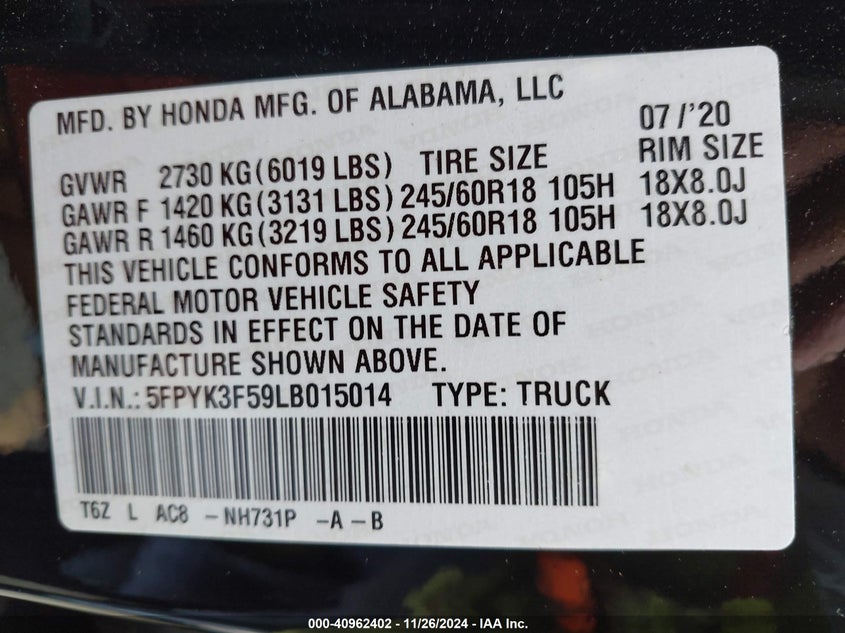 MFD. BY HONDA MFG. OF ALABAMA, LLC 07/'20
GVWR 2730 KG(6019 LBS) TIRE SIZE RIM SIZE
GAWR F 1420 KG(3131 LBS) 245/60R18 105H 18X8.0J
GAWR R 1460 KG(3219 LBS) 245/60R18 105H 18X8.0J
THIS VEHICLE CONFORMS TO ALL APPLICABLE
FEDERAL MOTOR VEHICLE SAFETY
STANDARDS IN EFFECT ON THE DATE OF
MANUFACTURE SHOWN ABOVE.
V.I.N.: 5FPYK3F59LB015014 TYPE: TRUCK
T6Z L AC8 -NH731P -A-B
000-40962402 - 11/26/2024 - IAA Inc.